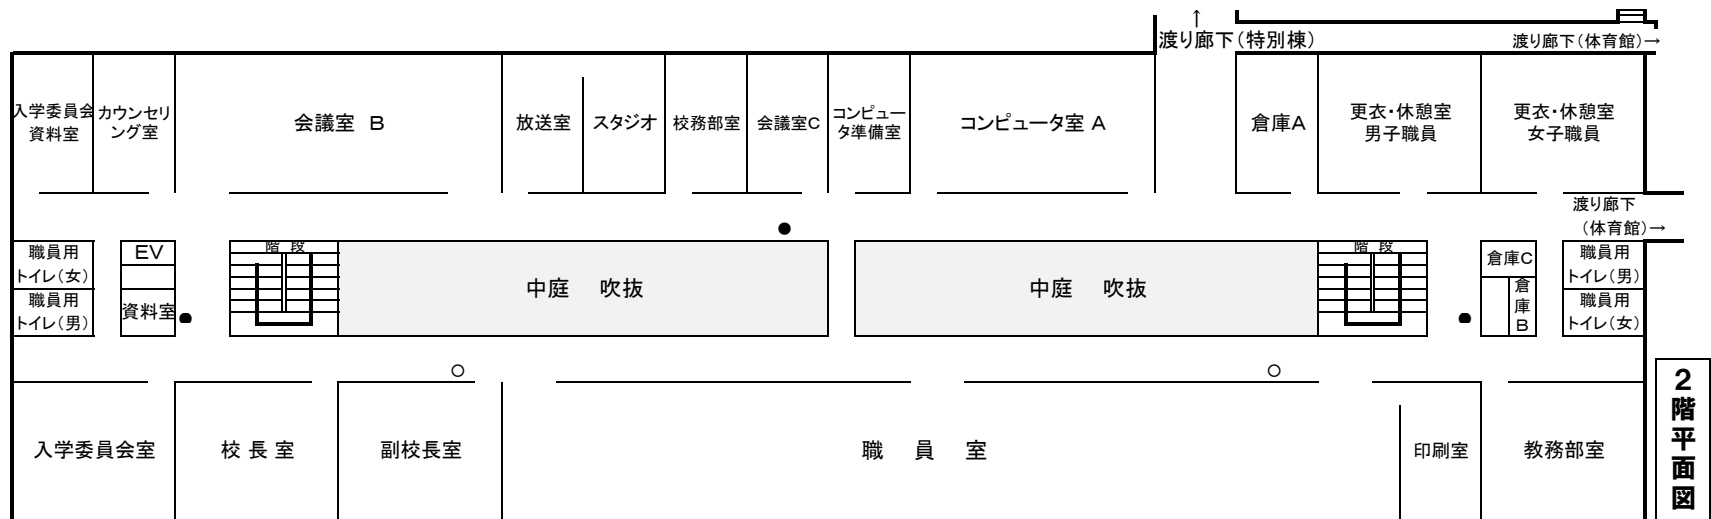 ↑
渡り廊下(特別棟)
渡り廊下(体育館)→
入学委員会
資料室
カウンセリ
ング室
会議室 B
放送室
スタジオ
校務部室
会議室C
コンピュー
タ準備室
コンピュータ室 A
倉庫A
更衣・休憩室
男子職員
更衣・休憩室
女子職員
渡り廊下
(体育館)→
職員用
トイレ(女)
職員用
トイレ(男)
EV
資料室
階 段
中庭 吹抜
中庭 吹抜
階 段
倉庫C
倉庫B
職員用
トイレ(男)
職員用
トイレ(女)
入学委員会室
校 長 室
副校長室
職 員 室
印刷室
教務部室
2階平面図